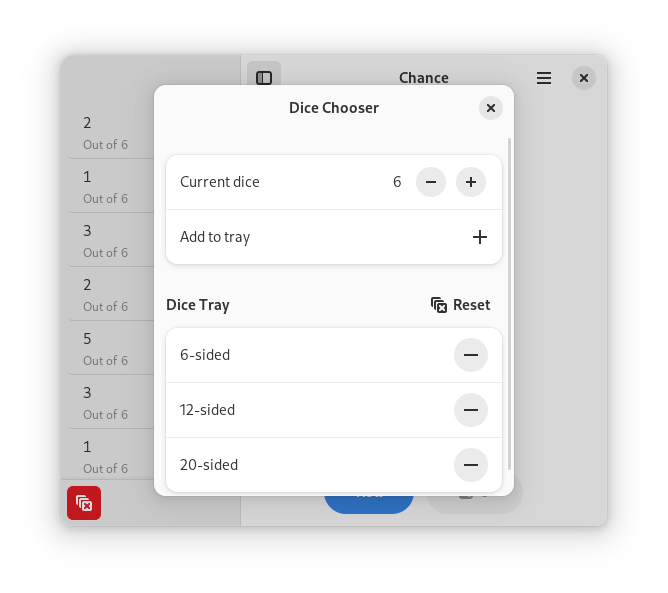 Chance
Dice Chooser
2
Out of 6
1
Out of 6
3
Out of 6
2
Out of 6
5
Out of 6
3
Out of 6
1
Out of 6
Current dice 6
Add to tray
Dice Tray Reset
6-sided
12-sided
20-sided